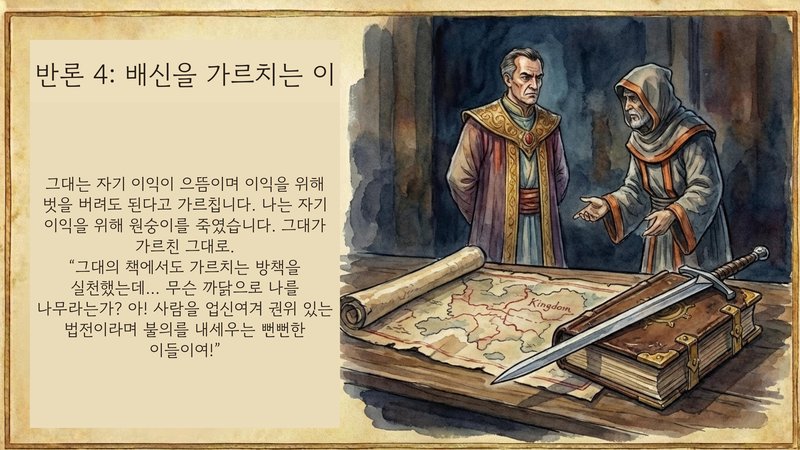 반론 4: 배신을 가르치는 이
그대는 자기 이익이 으뜸이며 이익을 위해
벗을 버려도 된다고 가르칩니다. 나는 자기
이익을 위해 원숭이를 죽였습니다. 그대가
가르친 그대로.
“그대의 책에서도 가르치는 방책을
실천했는데... 무슨 까닭으로 나를
나무라는가? 아! 사람을 업신여겨 권위 있는
법전이라며 불의를 내세우는 뻔뻔한
이들이여!”
Kingdom